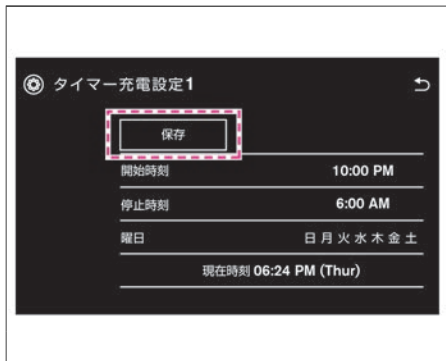 タイマー充電設定1
保存
開始時刻 10:00 PM
停止時刻 6:00 AM
曜日 日月火水木金土
現在時刻 06:24 PM (Thur)